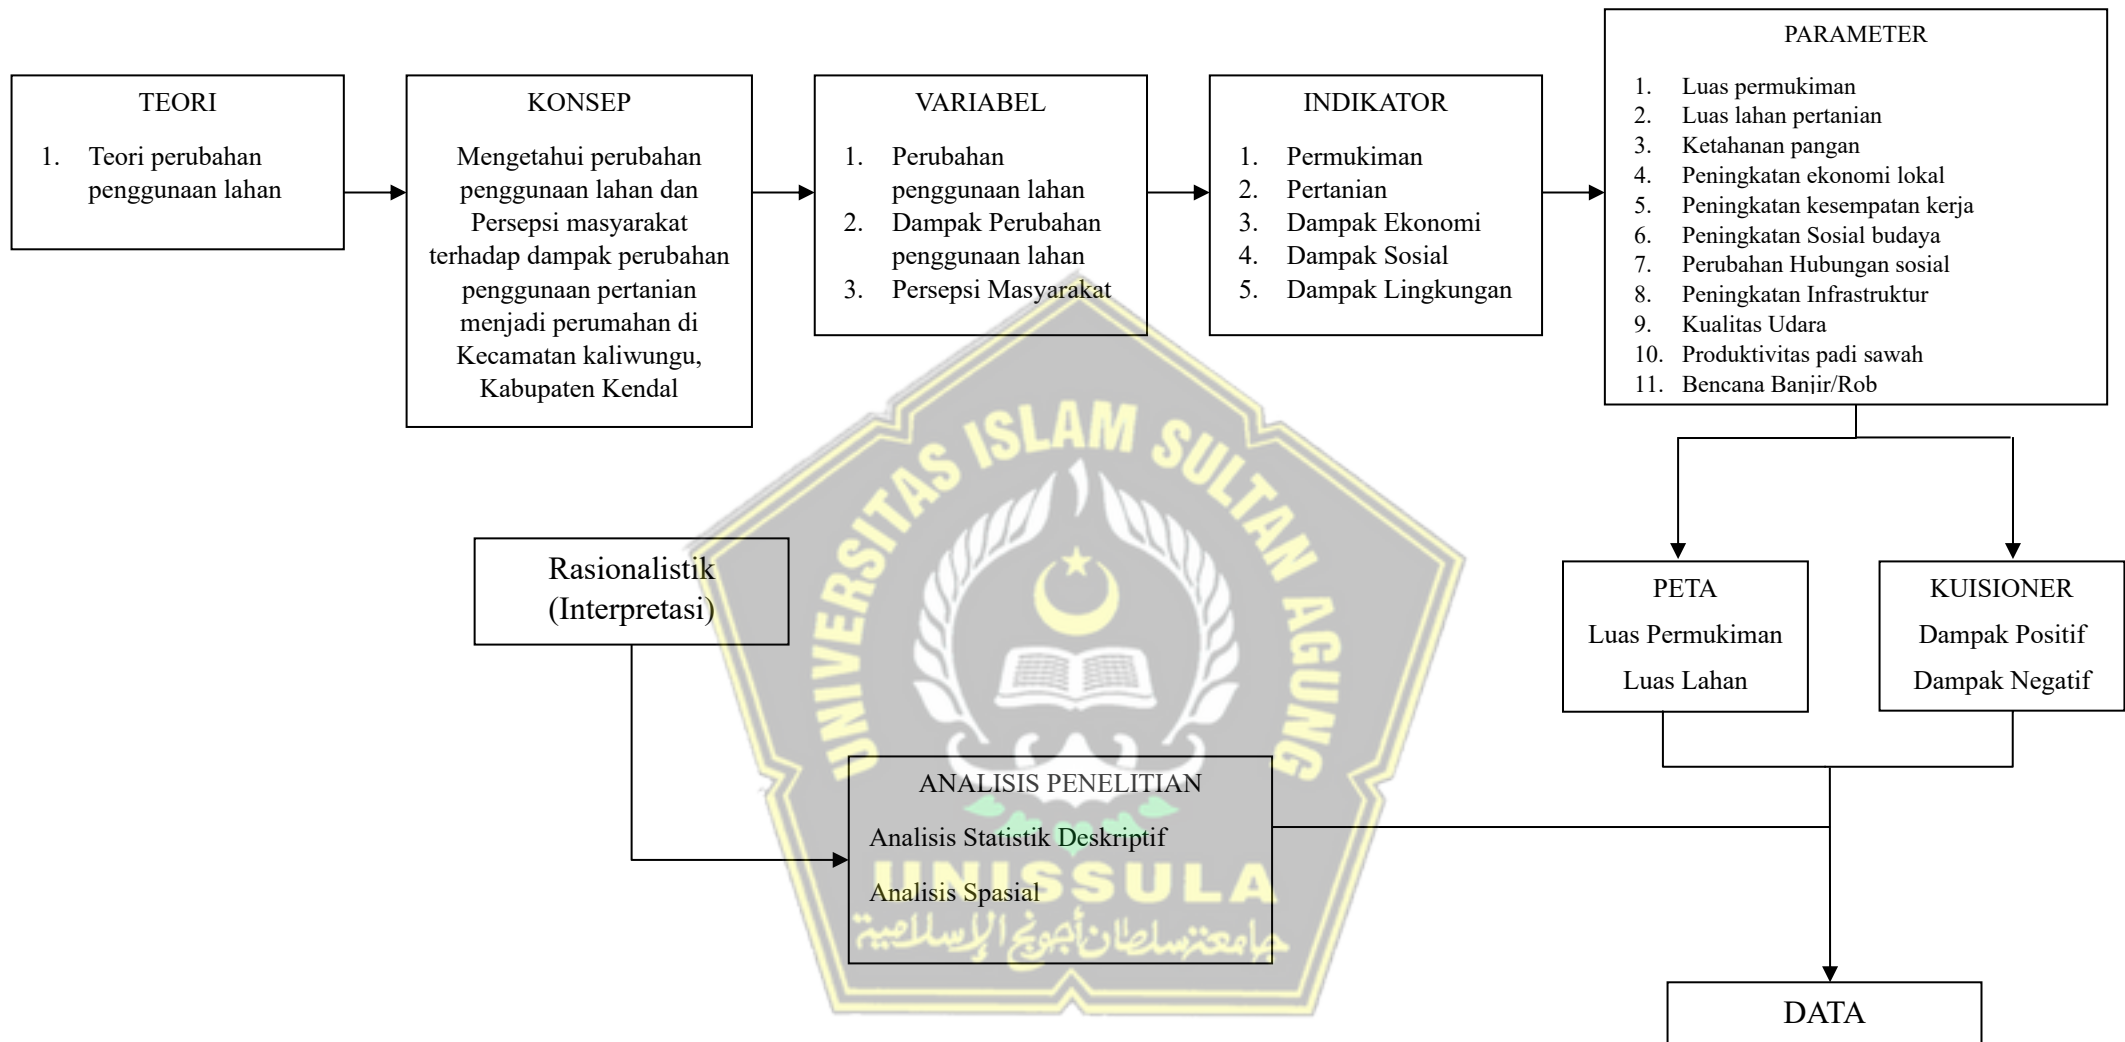 TEORI
1. Teori perubahan
penggunaan lahan
KONSEP
Mengetahui perubahan
penggunaan lahan dan
Persepsi masyarakat
terhadap dampak perubahan
penggunaan pertanian
menjadi perumahan di
Kecamatan kaliwungu,
Kabupaten Kendal
VARIABEL
1. Perubahan
penggunaan lahan
2. Dampak Perubahan
penggunaan lahan
3. Persepsi Masyarakat
INDIKATOR
1. Permukiman
2. Pertanian
3. Dampak Ekonomi
4. Dampak Sosial
5. Dampak Lingkungan
PARAMETER
1. Luas permukiman
2. Luas lahan pertanian
3. Ketahanan pangan
4. Peningkatan ekonomi lokal
5. Peningkatan kesempatan kerja
6. Peningkatan Sosial budaya
7. Perubahan Hubungan sosial
8. Peningkatan Infrastruktur
9. Kualitas Udara
10. Produktivitas padi sawah
11. Bencana Banjir/Rob
Rasionalistik
(Interpretasi)
PETA
Luas Permukiman
Luas Lahan
KUISIONER
Dampak Positif
Dampak Negatif
ANALISIS PENELITIAN
Analisis Statistik Deskriptif
Analisis Spasial
DATA
UNIVERSITAS ISLAM SULTAN AGUNG
UNISSULA
جامعة سلطان أجونج الإسلامية